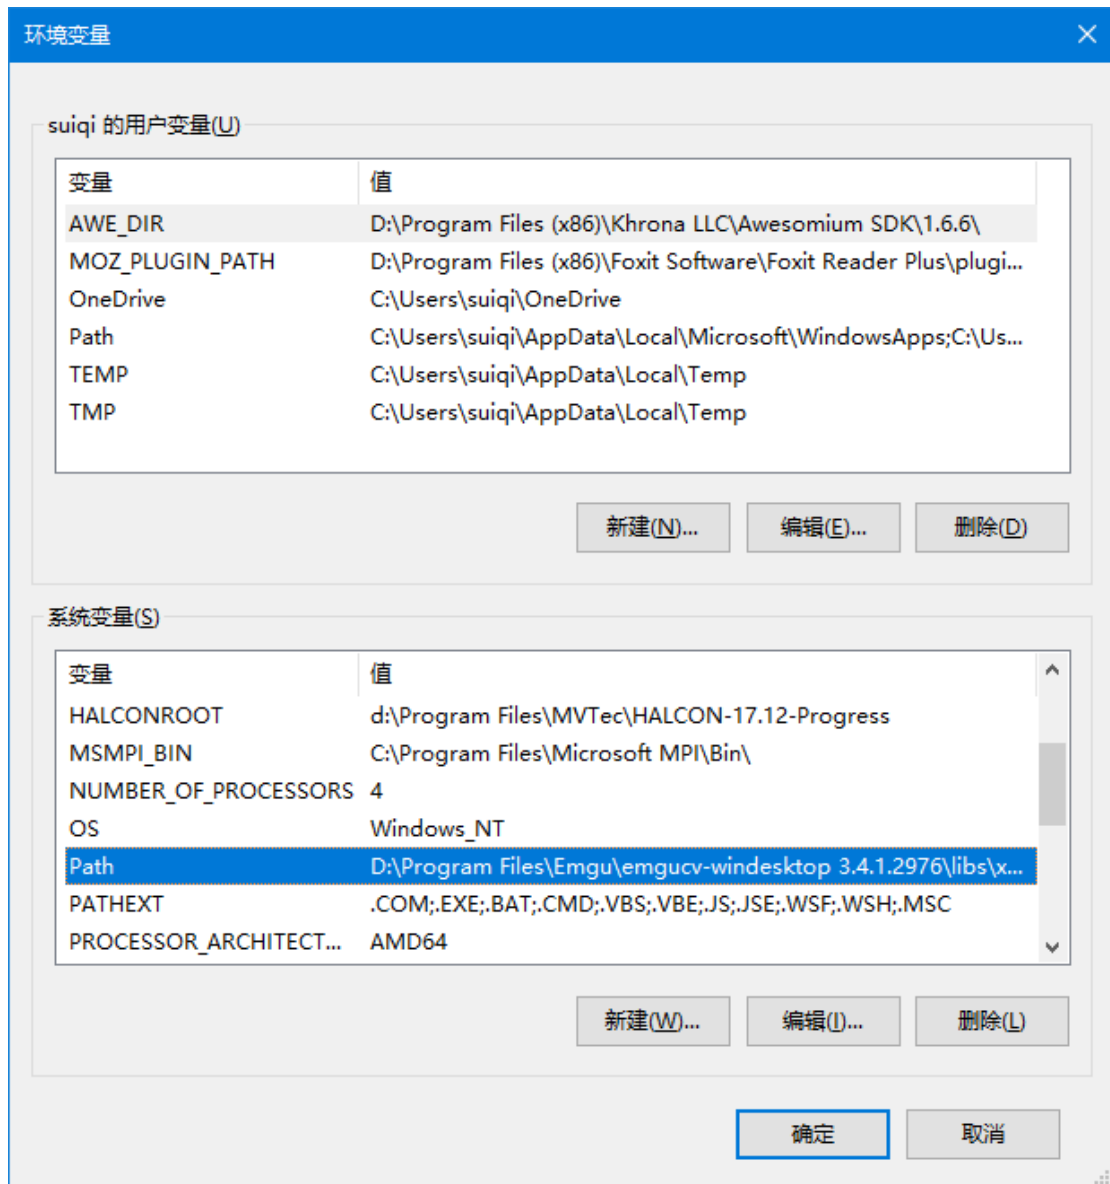 环境变量
suiqi 的用户变量(U)
变量 值
AWE_DIR D:\Program Files (x86)\Khrona LLC\Awesomium SDK\1.6.6\
MOZ_PLUGIN_PATH D:\Program Files (x86)\Foxit Software\Foxit Reader Plus\plugi...
OneDrive C:\Users\suiqi\OneDrive
Path C:\Users\suiqi\AppData\Local\Microsoft\WindowsApps;C:\Us...
TEMP C:\Users\suiqi\AppData\Local\Temp
TMP C:\Users\suiqi\AppData\Local\Temp
新建(N)... 编辑(E)... 删除(D)
系统变量(S)
变量 值
HALCONROOT d:\Program Files\MVTec\HALCON-17.12-Progress
MSMPI_BIN C:\Program Files\Microsoft MPI\Bin\
NUMBER_OF_PROCESSORS 4
OS Windows_NT
Path D:\Program Files\Emgu\emgucv-windesktop 3.4.1.2976\libs\x...
PATHEXT .COM;.EXE;.BAT;.CMD;.VBS;.VBE;.JS;.JSE;.WSF;.WSH;.MSC
PROCESSOR_ARCHITECT... AMD64
新建(W)... 编辑(I)... 删除(L)
确定 取消